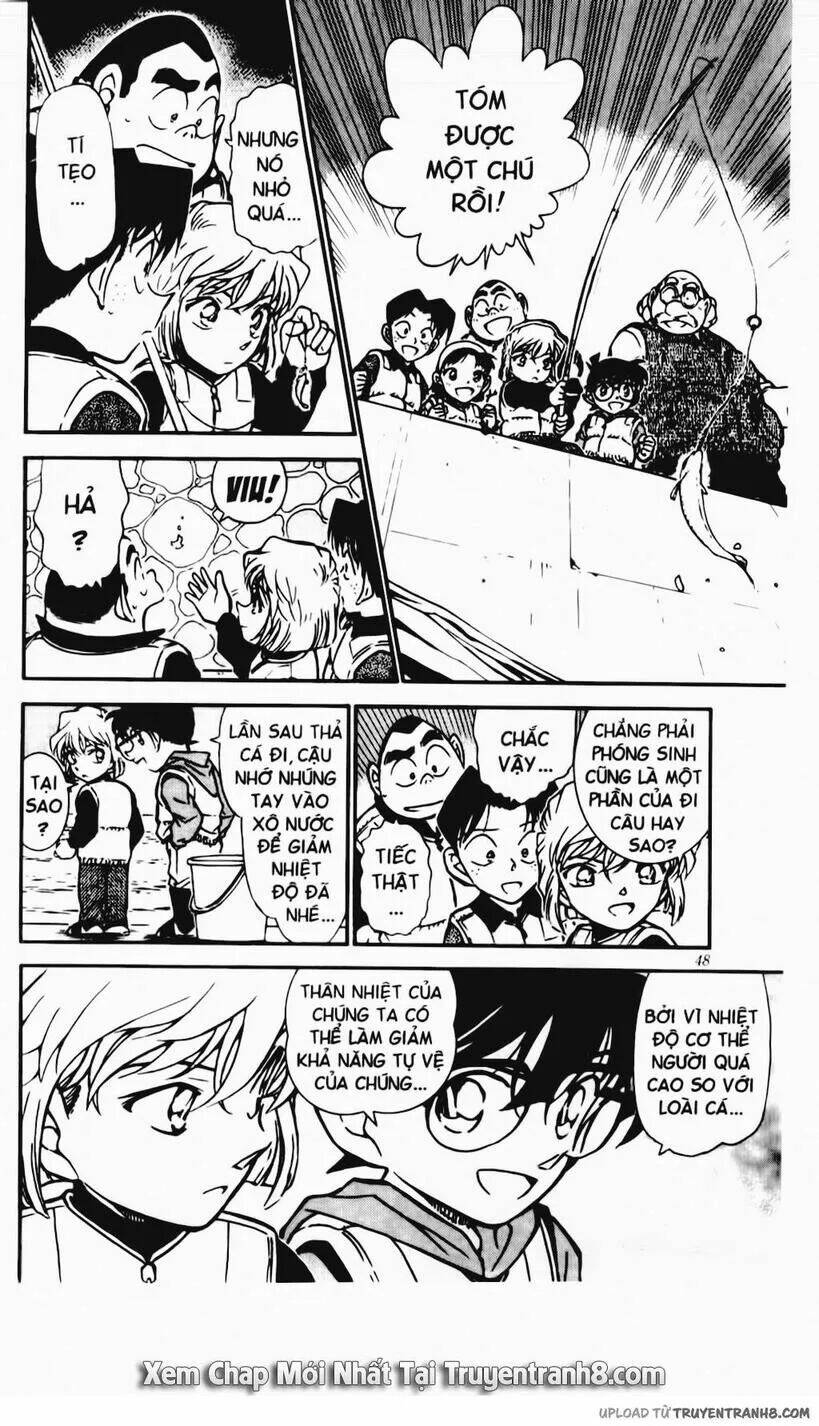 TÓM
ĐƯỢC
MỘT CHÚ
RỒI!
NHƯNG
NÓ
NHỎ
QUÁ...
TÍ
TẸO
...
VIU!
HẢ
?
CHẲNG PHẢI
PHÓNG SINH
CŨNG LÀ MỘT
PHẦN CỦA ĐI
CÂU HAY
SAO?
CHẮC
VẬY...
TIẾC
THẬT
...
LẦN SAU THẢ
CÁ ĐI, CẬU
NHỚ NHÚNG
TAY VÀO
XÔ NƯỚC
ĐỂ GIẢM
NHIỆT
ĐỘ ĐÃ
NHÉ...
TẠI
SAO
?
48
BỞI VÌ NHIỆT
ĐỘ CƠ THỂ
NGƯỜI QUÁ
CAO SO VỚI
LOÀI CÁ...
THÂN NHIỆT CỦA
CHÚNG TA CÓ
THỂ LÀM GIẢM
KHẢ NĂNG TỰ VỆ
CỦA CHÚNG...
Xem Chap Mới Nhất Tại Truyentranh8.com
UPLOAD TỪ TRUYENTRANH8.COM